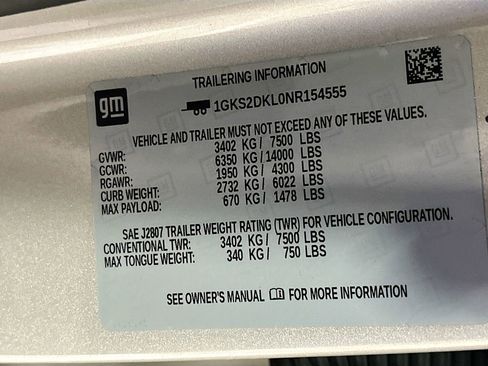 TRAILERING INFORMATION
gm
1GKS2DKL0NR154555
VEHICLE AND TRAILER MUST NOT EXCEED ANY OF THESE VALUES.
GVWR: 3402 KG / 7500 LBS
GCWR: 6350 KG / 14000 LBS
RGAWR: 1950 KG / 4300 LBS
CURB WEIGHT: 2732 KG / 6022 LBS
MAX PAYLOAD: 670 KG / 1478 LBS
SAE J2807 TRAILER WEIGHT RATING (TWR) FOR VEHICLE CONFIGURATION.
CONVENTIONAL TWR: 3402 KG / 7500 LBS
MAX TONGUE WEIGHT: 340 KG / 750 LBS
SEE OWNER'S MANUAL FOR MORE INFORMATION